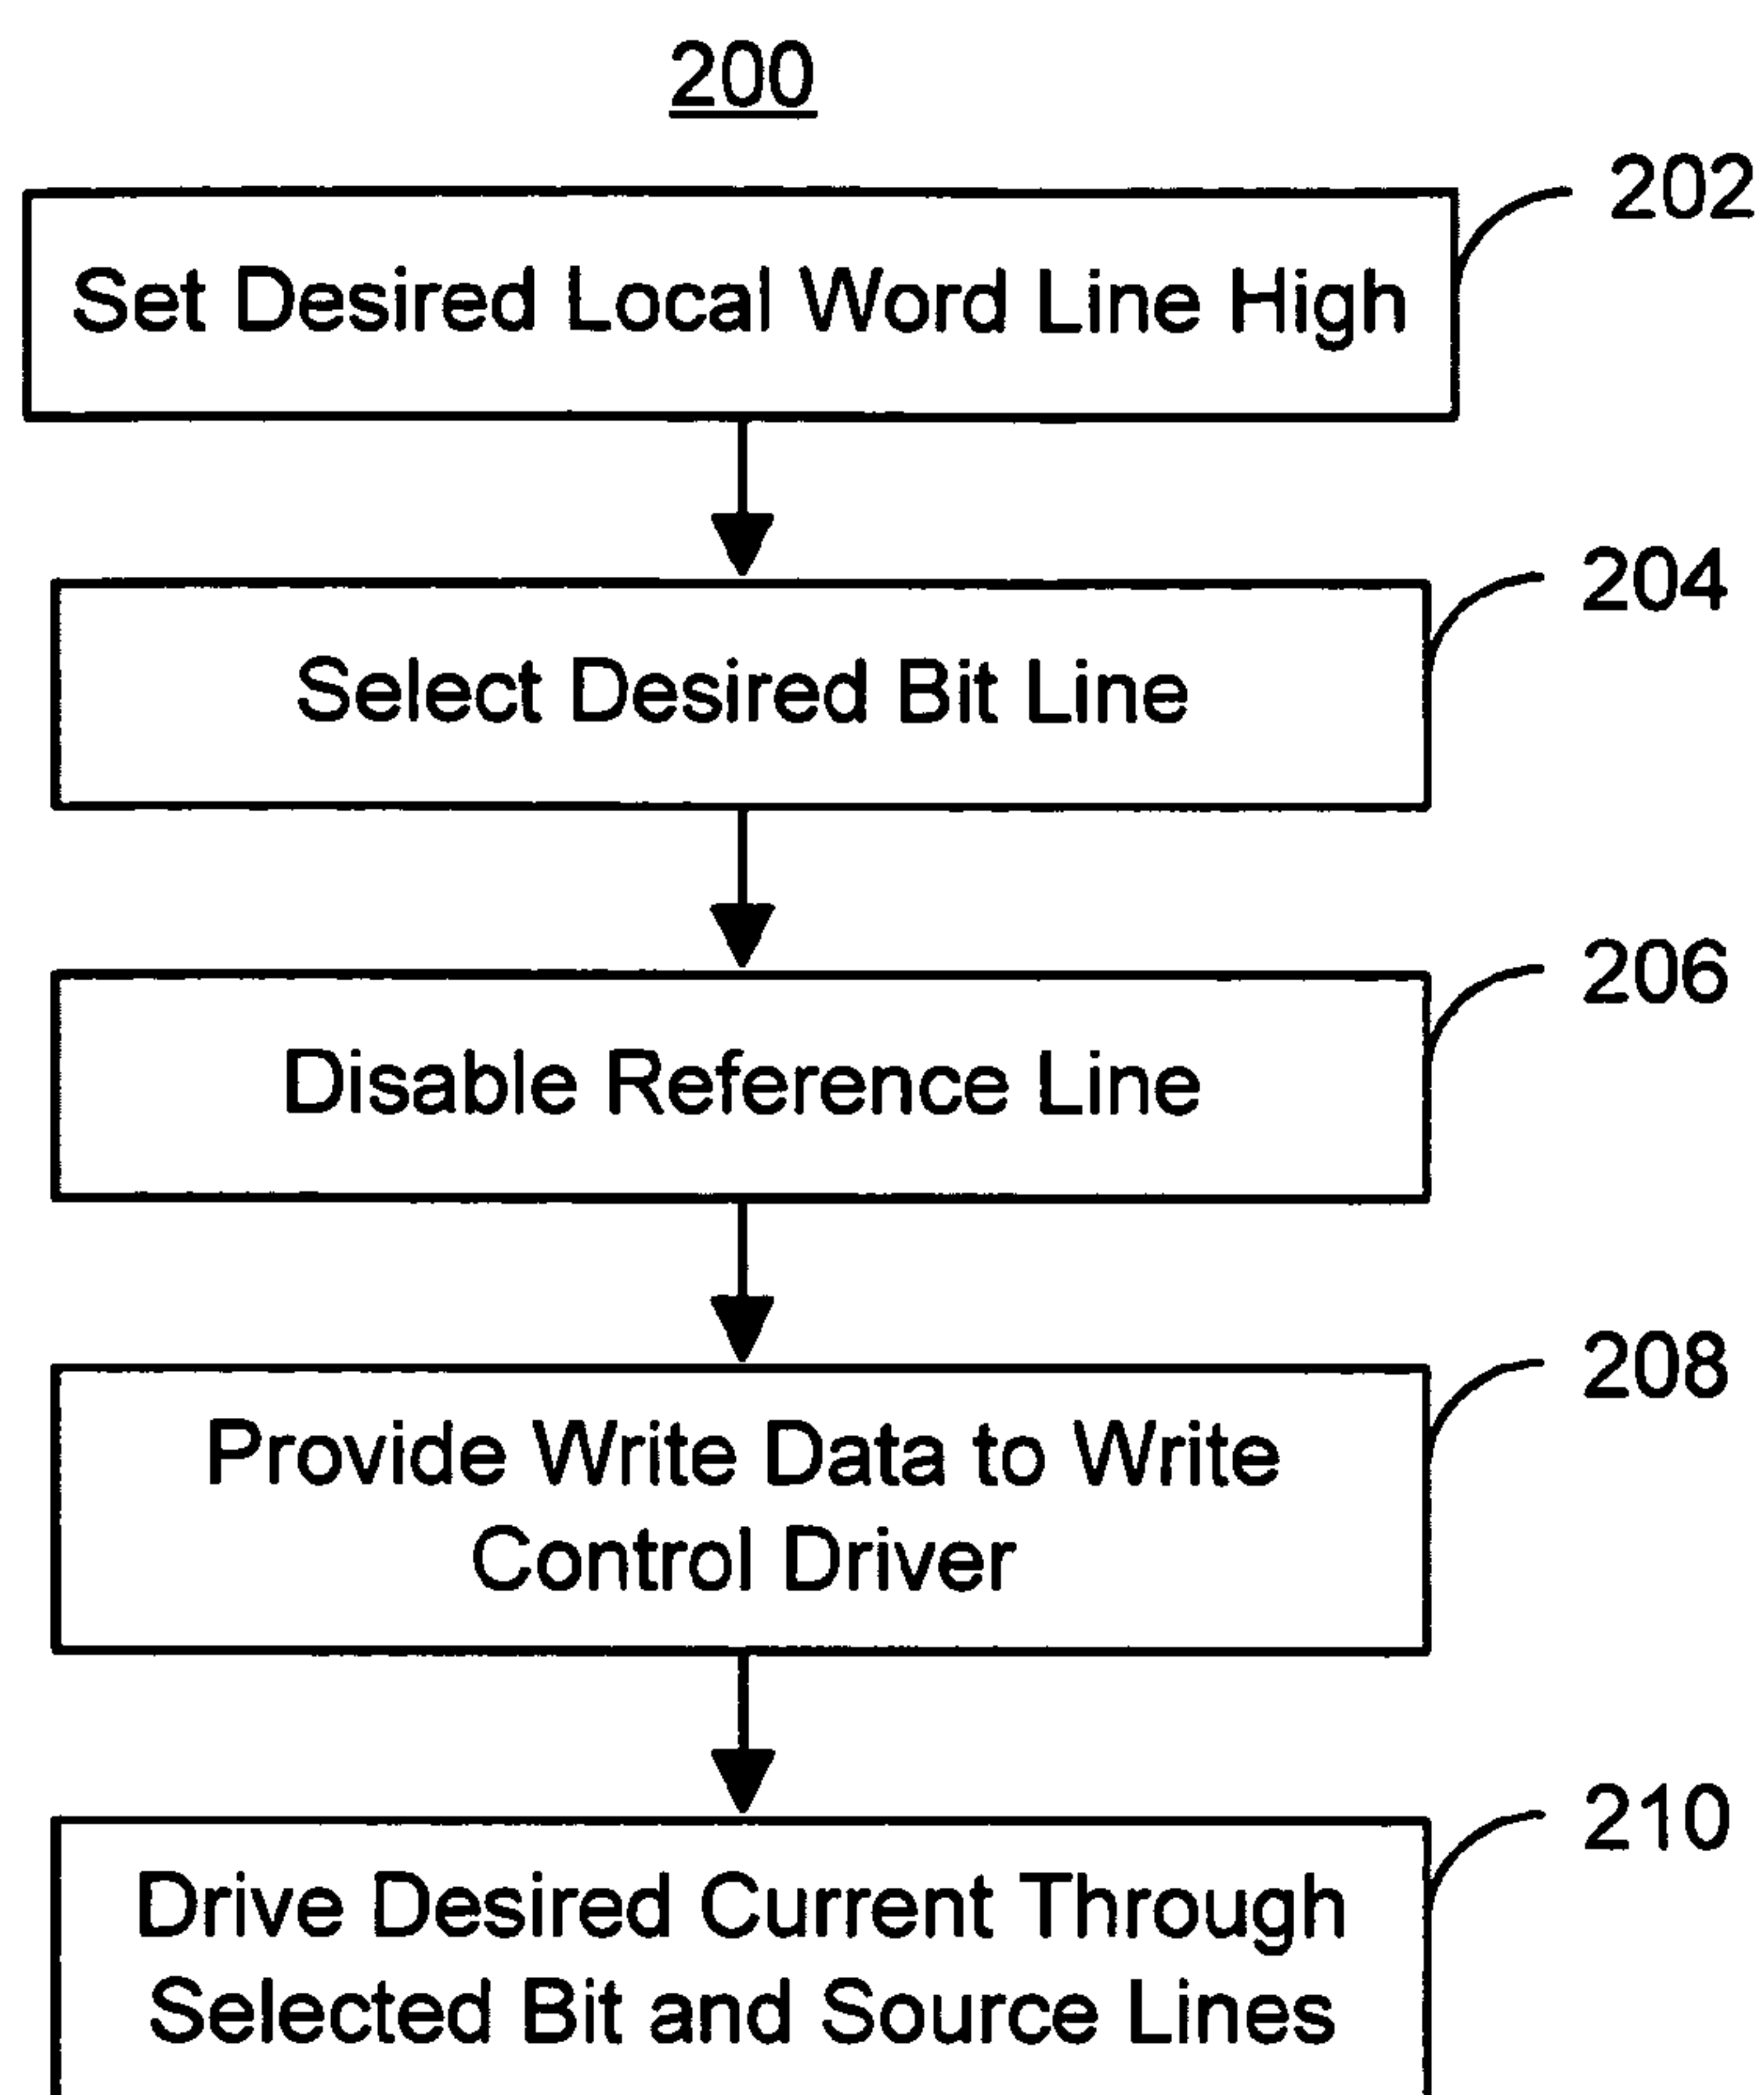 200
202
Set Desired Local Word Line High
204
Select Desired Bit Line
206
Disable Reference Line
208
Provide Write Data to Write
Control Driver
210
Drive Desired Current Through
Selected Bit and Source Lines